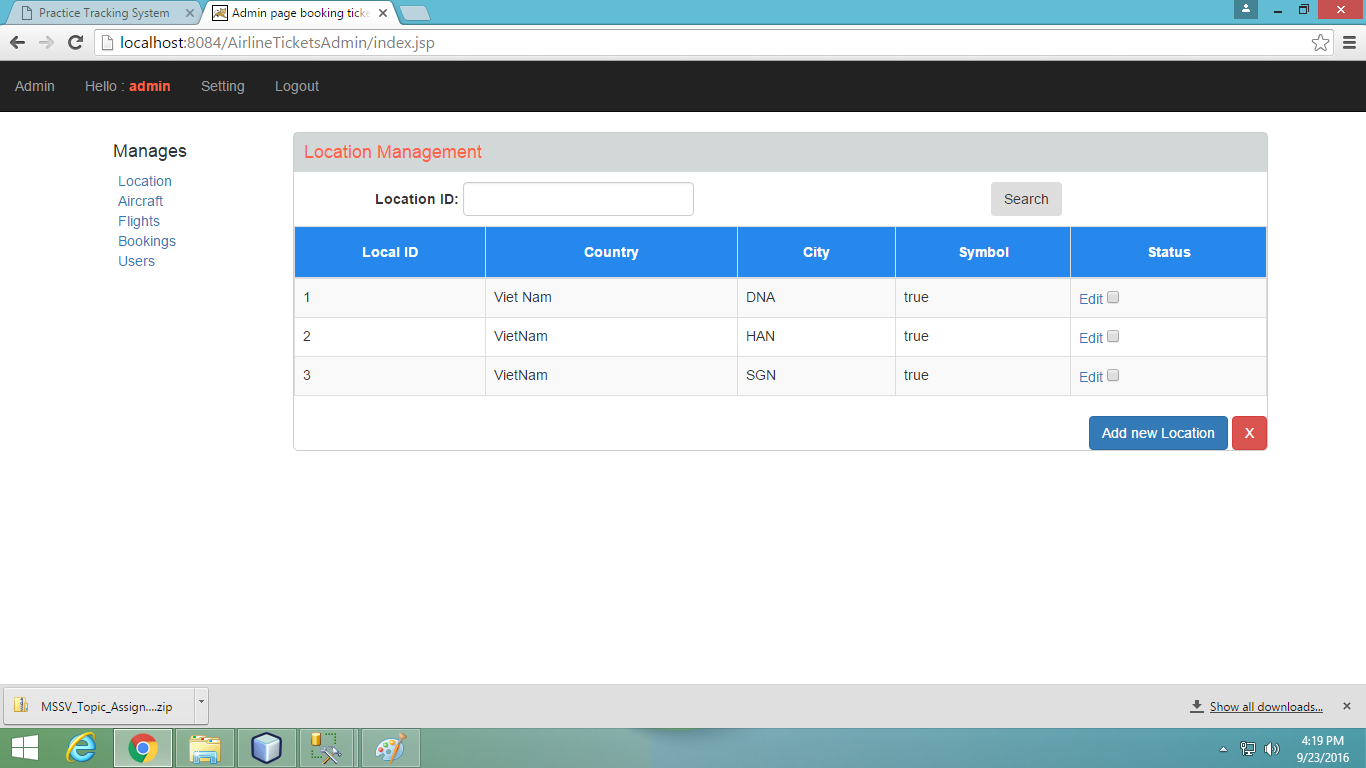 Practice Tracking System
Admin page booking ticke
localhost:8084/AirlineTicketsAdmin/index.jsp
Admin Hello : admin Setting Logout
Manages
Location
Aircraft
Flights
Bookings
Users
Location Management
Location ID: Search
Local ID Country City Symbol Status
1 Viet Nam DNA true Edit
2 VietNam HAN true Edit
3 VietNam SGN true Edit
Add new Location X
MSSV_Topic_Assign....zip
Show all downloads...
4:19 PM
9/23/2016